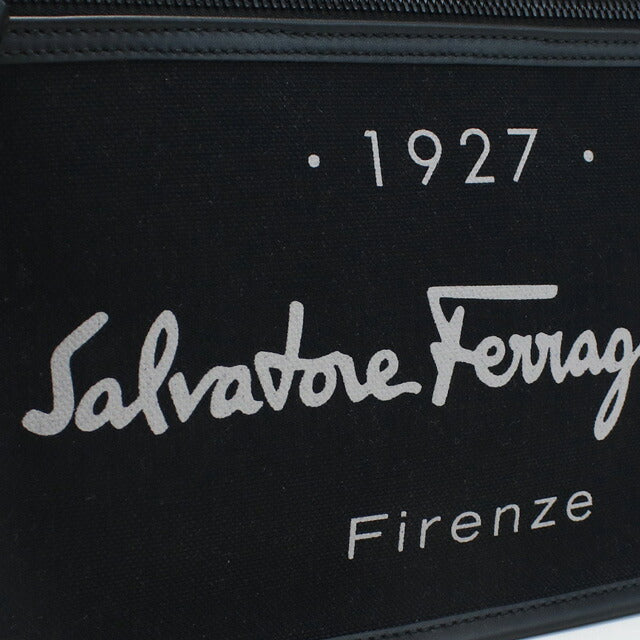 · 1927 ·
Salvatore Ferrag
Firenze